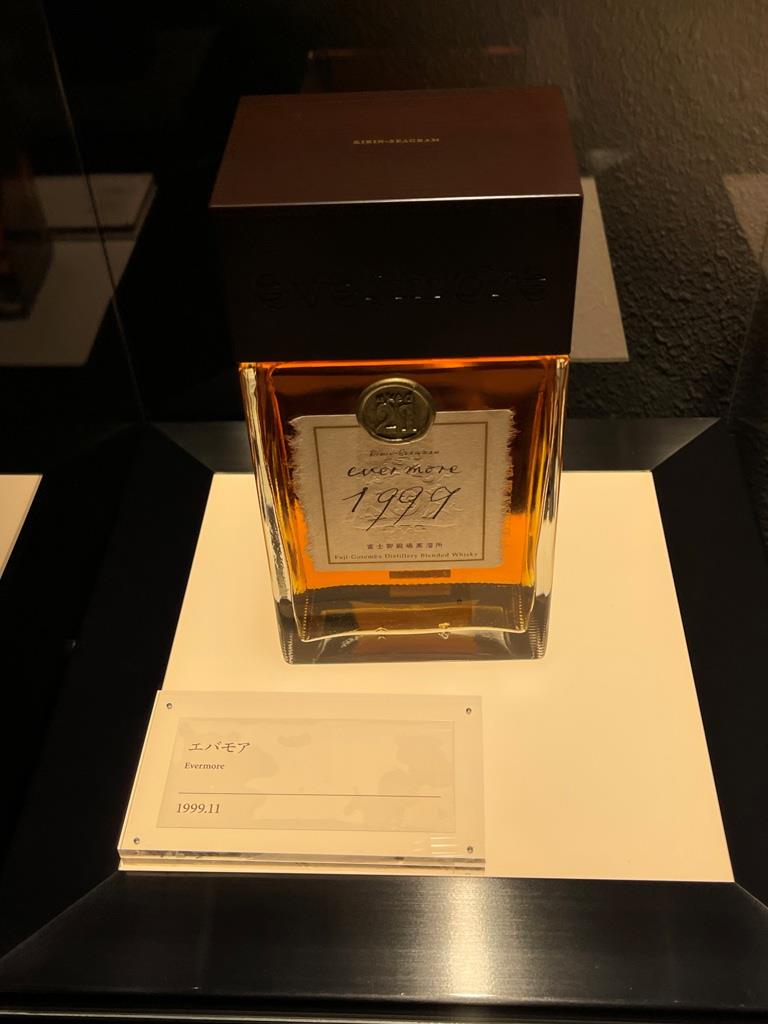 KIRIN-SEAGRAM
evermore
AGED
21
Kirin-Seagram
evermore
1999
富士御殿場蒸溜所
Fuji-Gotemba Distillery Blended Whisky
エバモア
Evermore
1999.11